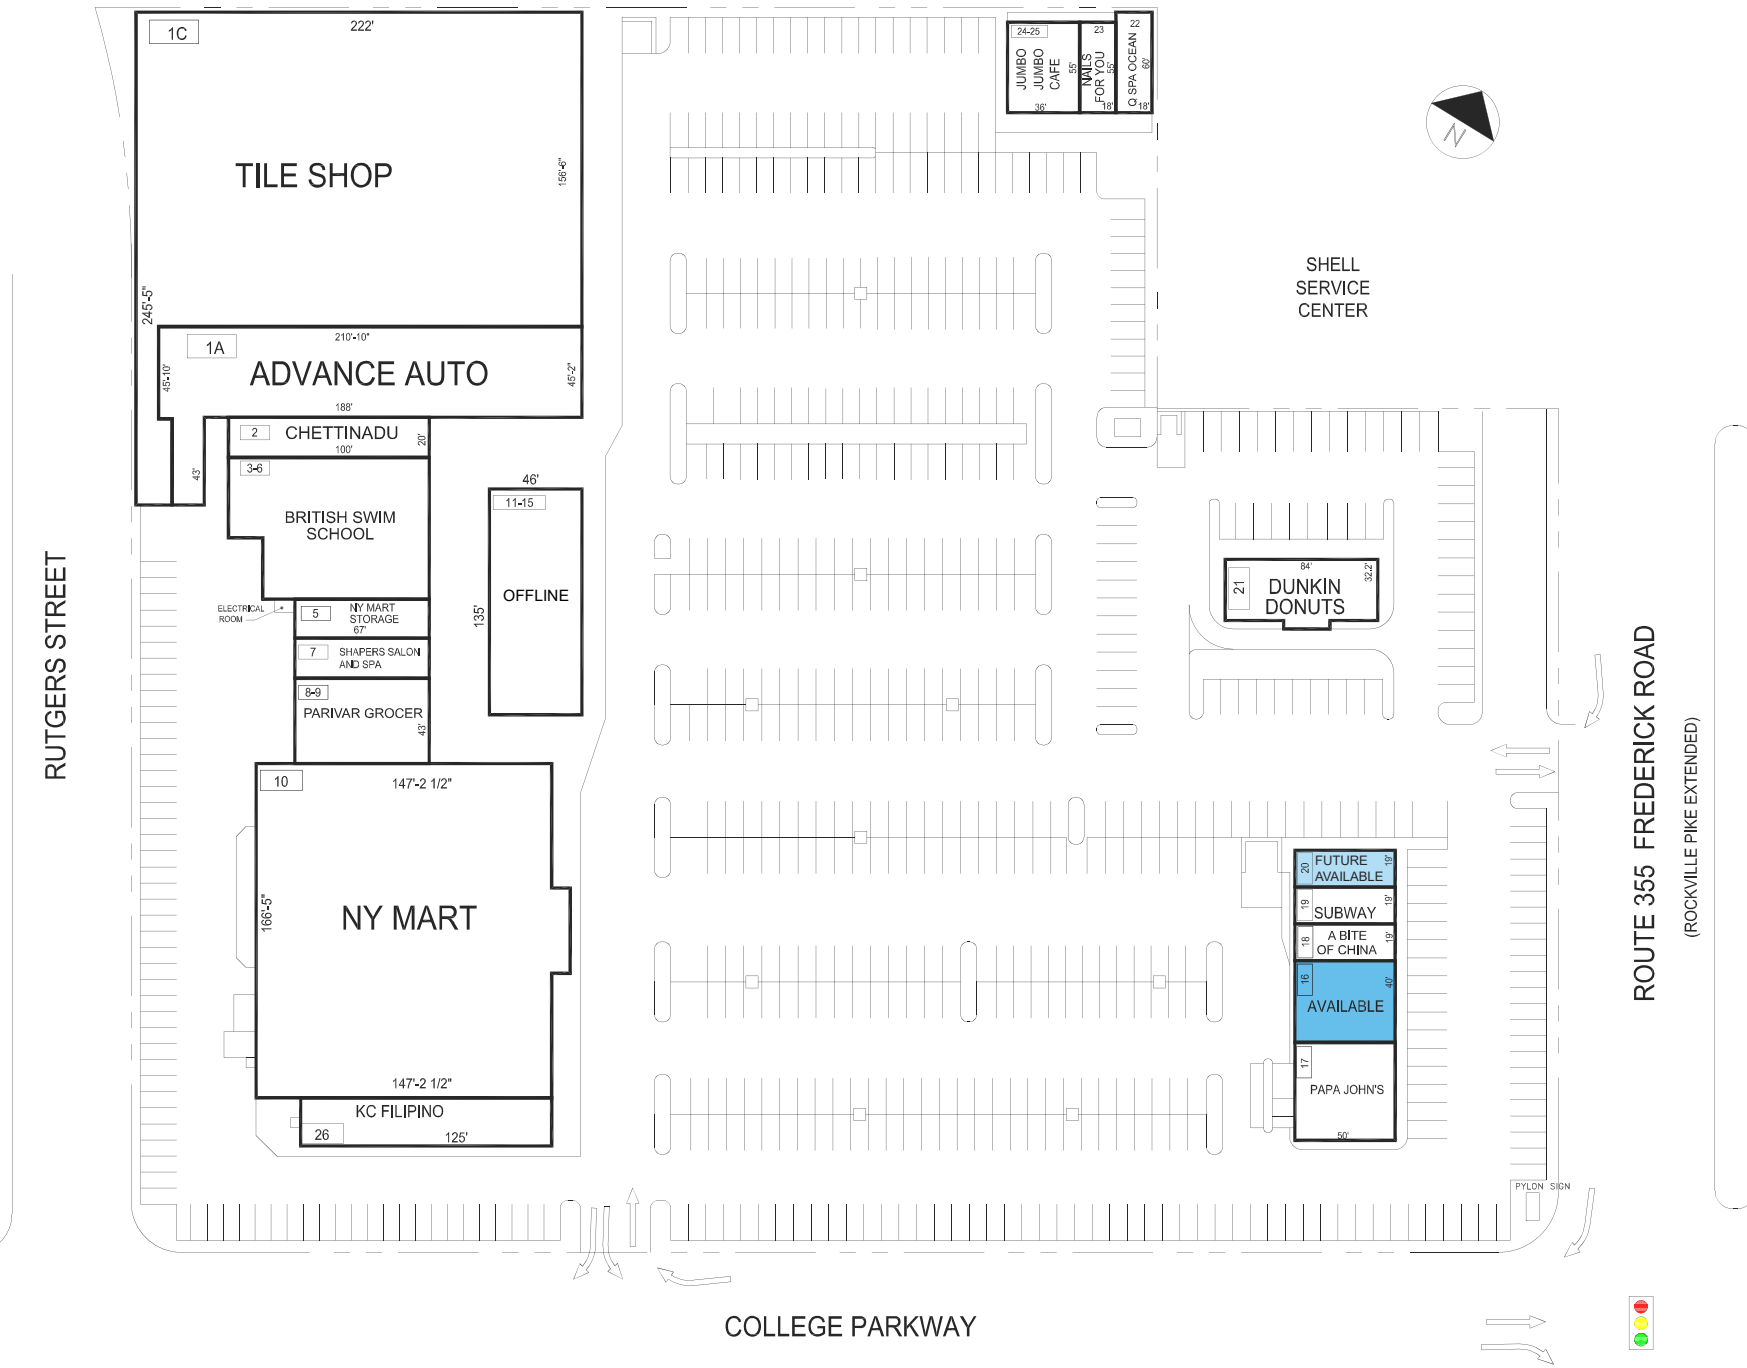 1C
222'
TILE SHOP
156'-6"
245'-5"
1A
210'-10"
ADVANCE AUTO
45'-10"
45'-2"
188'
2
CHETTINADU
20'
100'
43'
3-6
BRITISH SWIM
SCHOOL
46'
11-15
OFFLINE
135'
ELECTRICAL
ROOM
5
NY MART
STORAGE
67'
7
SHAPERS SALON
AND SPA
8-9
PARIVAR GROCER
43'
10
147'-2 1/2"
166'-5"
NY MART
147'-2 1/2"
KC FILIPINO
26
125'
24-25
JUMBO
JUMBO
CAFE
55'
36'
23
NAILS
FOR YOU
55'
18'
22
Q SPA OCEAN
60'
18'
N
SHELL
SERVICE
CENTER
21
84'
32.2'
DUNKIN
DONUTS
20
FUTURE
AVAILABLE
19'
19
SUBWAY
19'
18
A BITE
OF CHINA
19'
16
AVAILABLE
40'
17
PAPA JOHN'S
50'
PYLON SIGN
RUTGERS STREET
ROUTE 355 FREDERICK ROAD
(ROCKVILLE PIKE EXTENDED)
COLLEGE PARKWAY